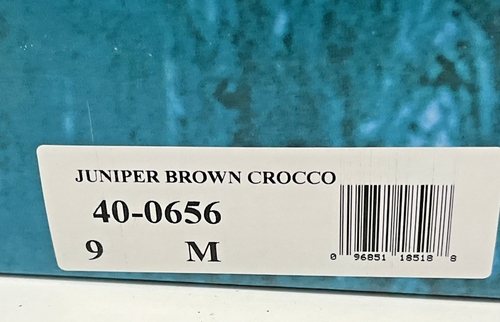 JUNIPER BROWN CROCCO
40-0656
9 M
0 96851 18518 8